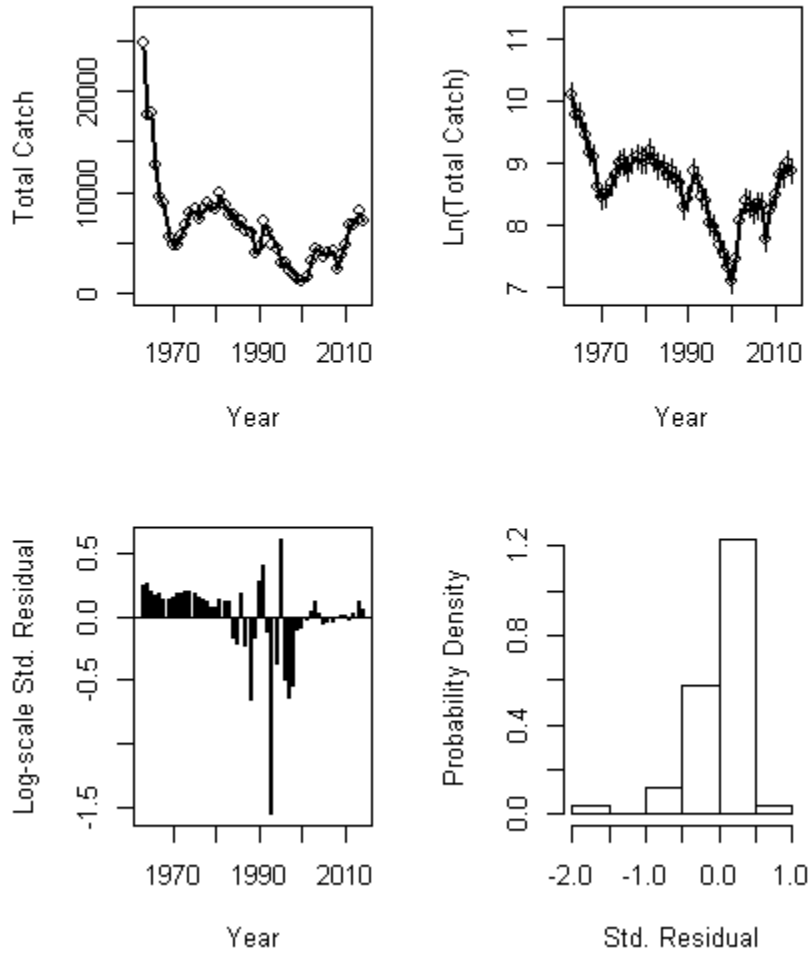 Total Catch
20000
10000
0
1970 1990 2010
Year
Ln(Total Catch)
11
10
9
8
7
1970 1990 2010
Year
Log-scale Std. Residual
0.5
0.0
-0.5
-1.5
1970 1990 2010
Year
Probability Density
1.2
0.8
0.4
0.0
-2.0 -1.0 0.0 1.0
Std. Residual